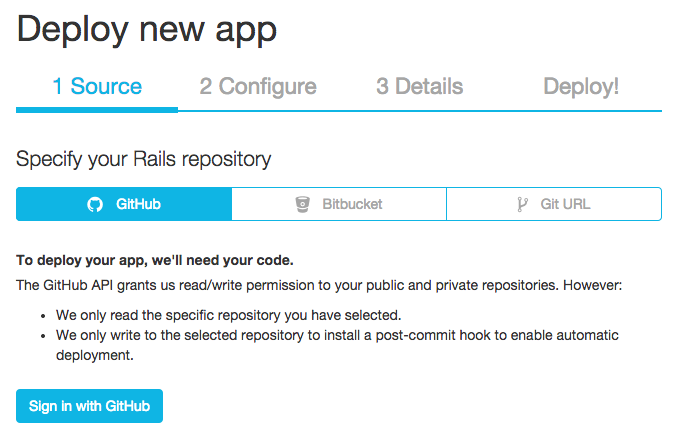 Deploy new app
1 Source 2 Configure 3 Details Deploy!
Specify your Rails repository
GitHub Bitbucket Git URL
To deploy your app, we'll need your code.
The GitHub API grants us read/write permission to your public and private repositories. However:
• We only read the specific repository you have selected.
• We only write to the selected repository to install a post-commit hook to enable automatic
deployment.
Sign in with GitHub